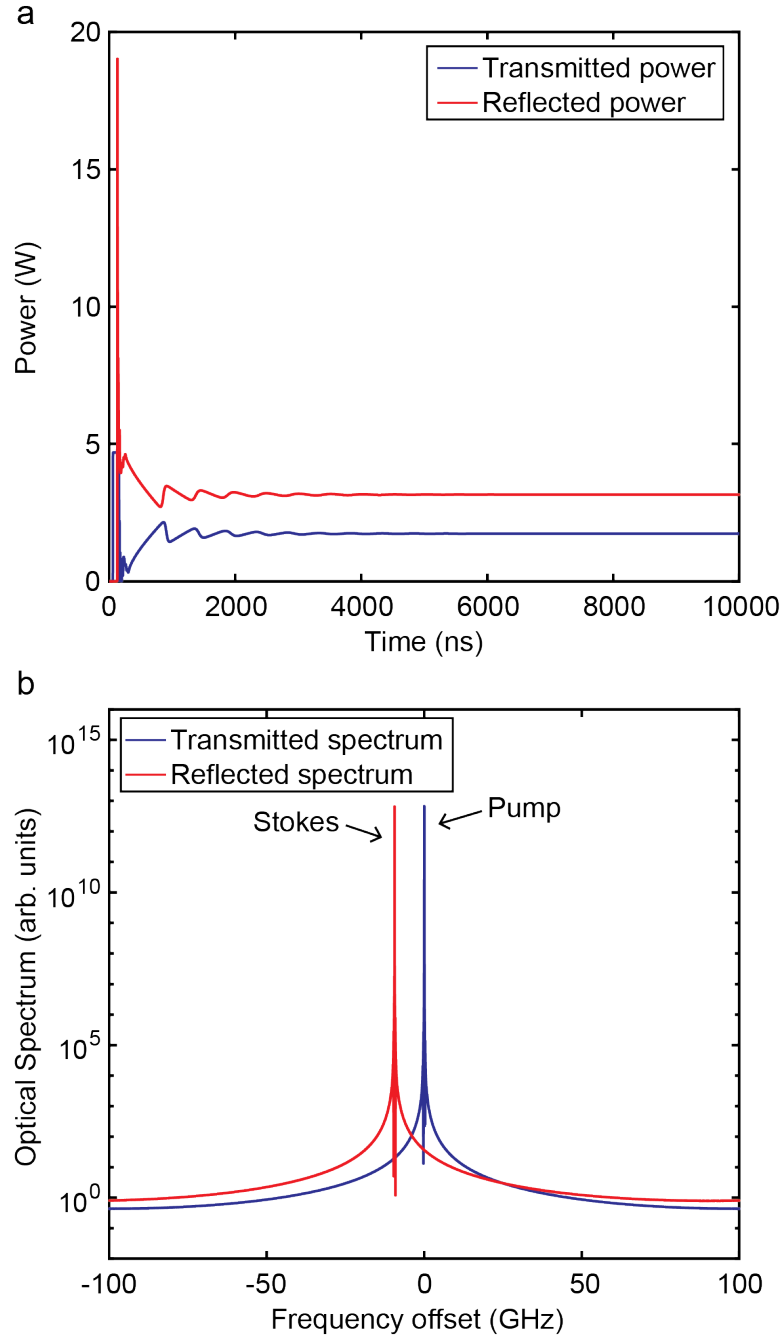 a
20
Transmitted power
Reflected power
15
Power (W)
10
5
0
0 2000 4000 6000 8000 10000
Time (ns)
b
10^15
Transmitted spectrum
Reflected spectrum
Stokes
Pump
Optical Spectrum (arb. units)
10^10
10^5
10^0
-100 -50 0 50 100
Frequency offset (GHz)